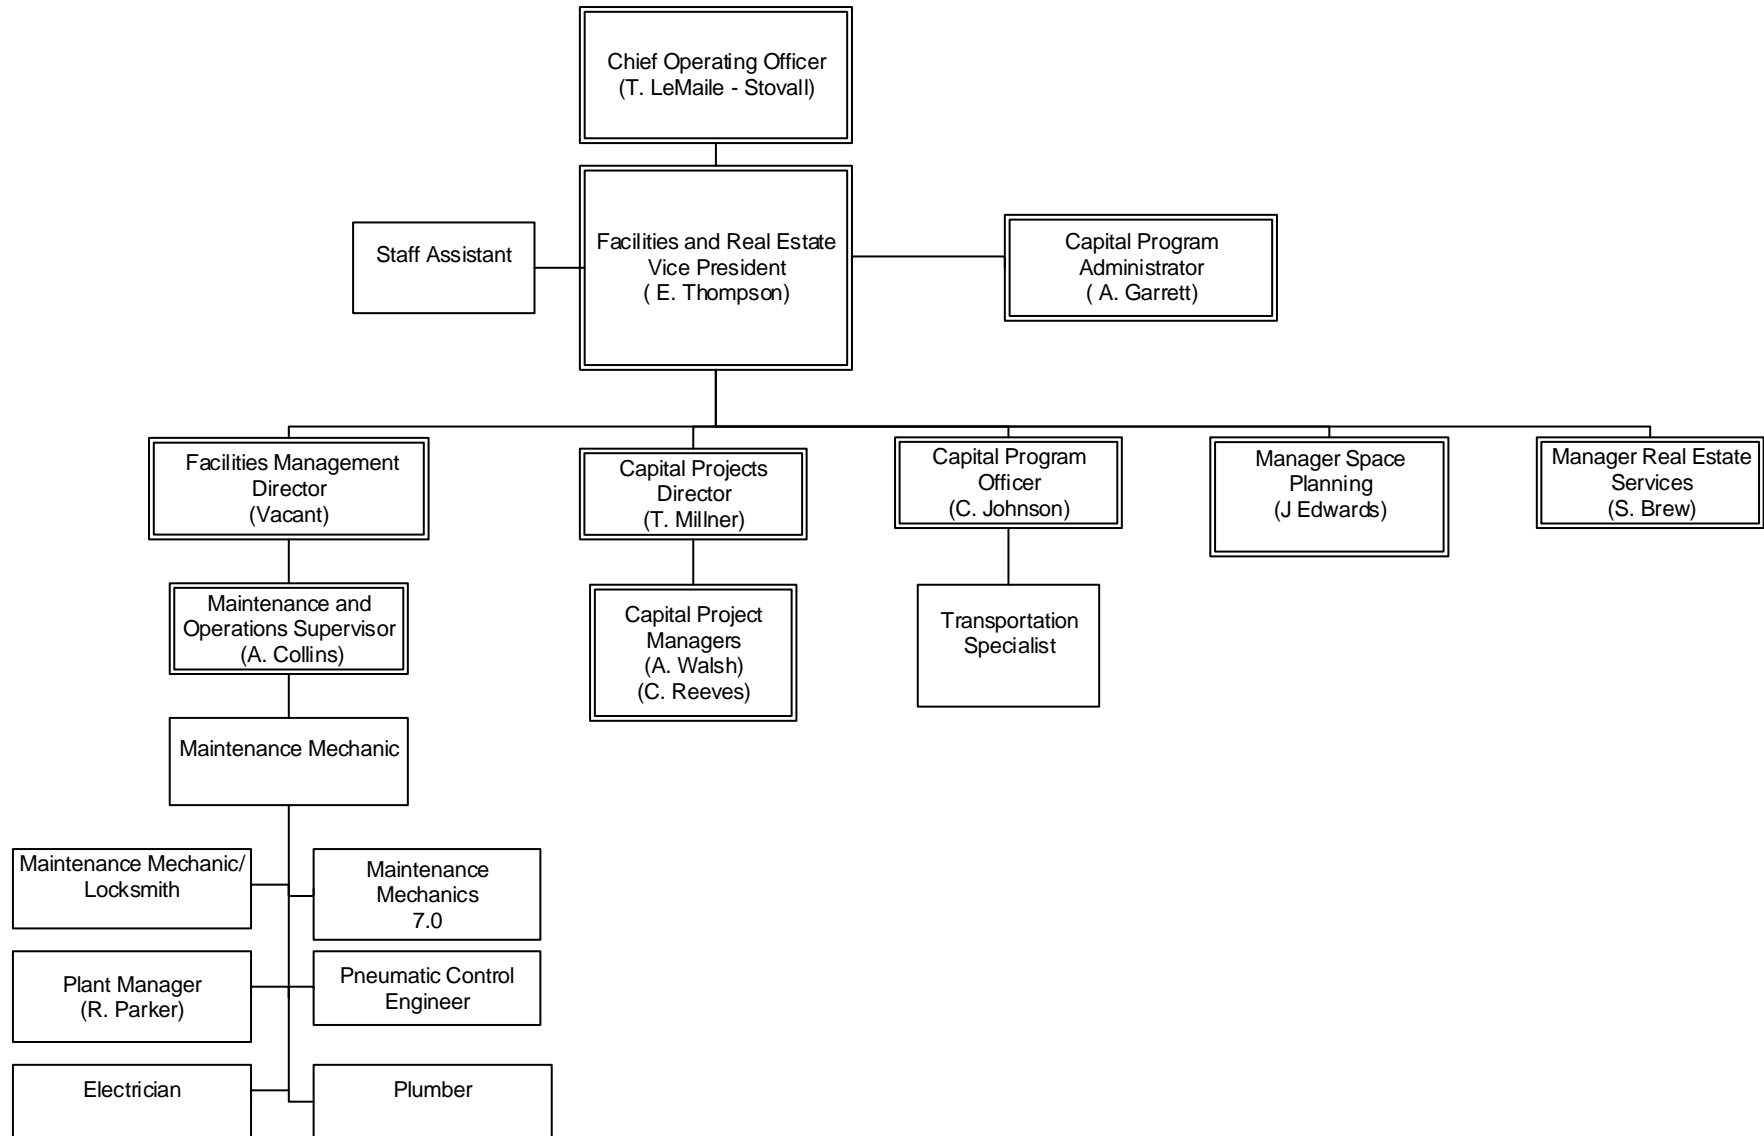 Chief Operating Officer
(T. LeMaile - Stovall)
Staff Assistant
Facilities and Real Estate
Vice President
( E. Thompson)
Capital Program
Administrator
( A. Garrett)
Facilities Management
Director
(Vacant)
Capital Projects
Director
(T. Millner)
Capital Program
Officer
(C. Johnson)
Manager Space
Planning
(J Edwards)
Manager Real Estate
Services
(S. Brew)
Maintenance and
Operations Supervisor
(A. Collins)
Capital Project
Managers
(A. Walsh)
(C. Reeves)
Transportation
Specialist
Maintenance Mechanic
Maintenance Mechanic/
Locksmith
Maintenance
Mechanics
7.0
Plant Manager
(R. Parker)
Pneumatic Control
Engineer
Electrician
Plumber